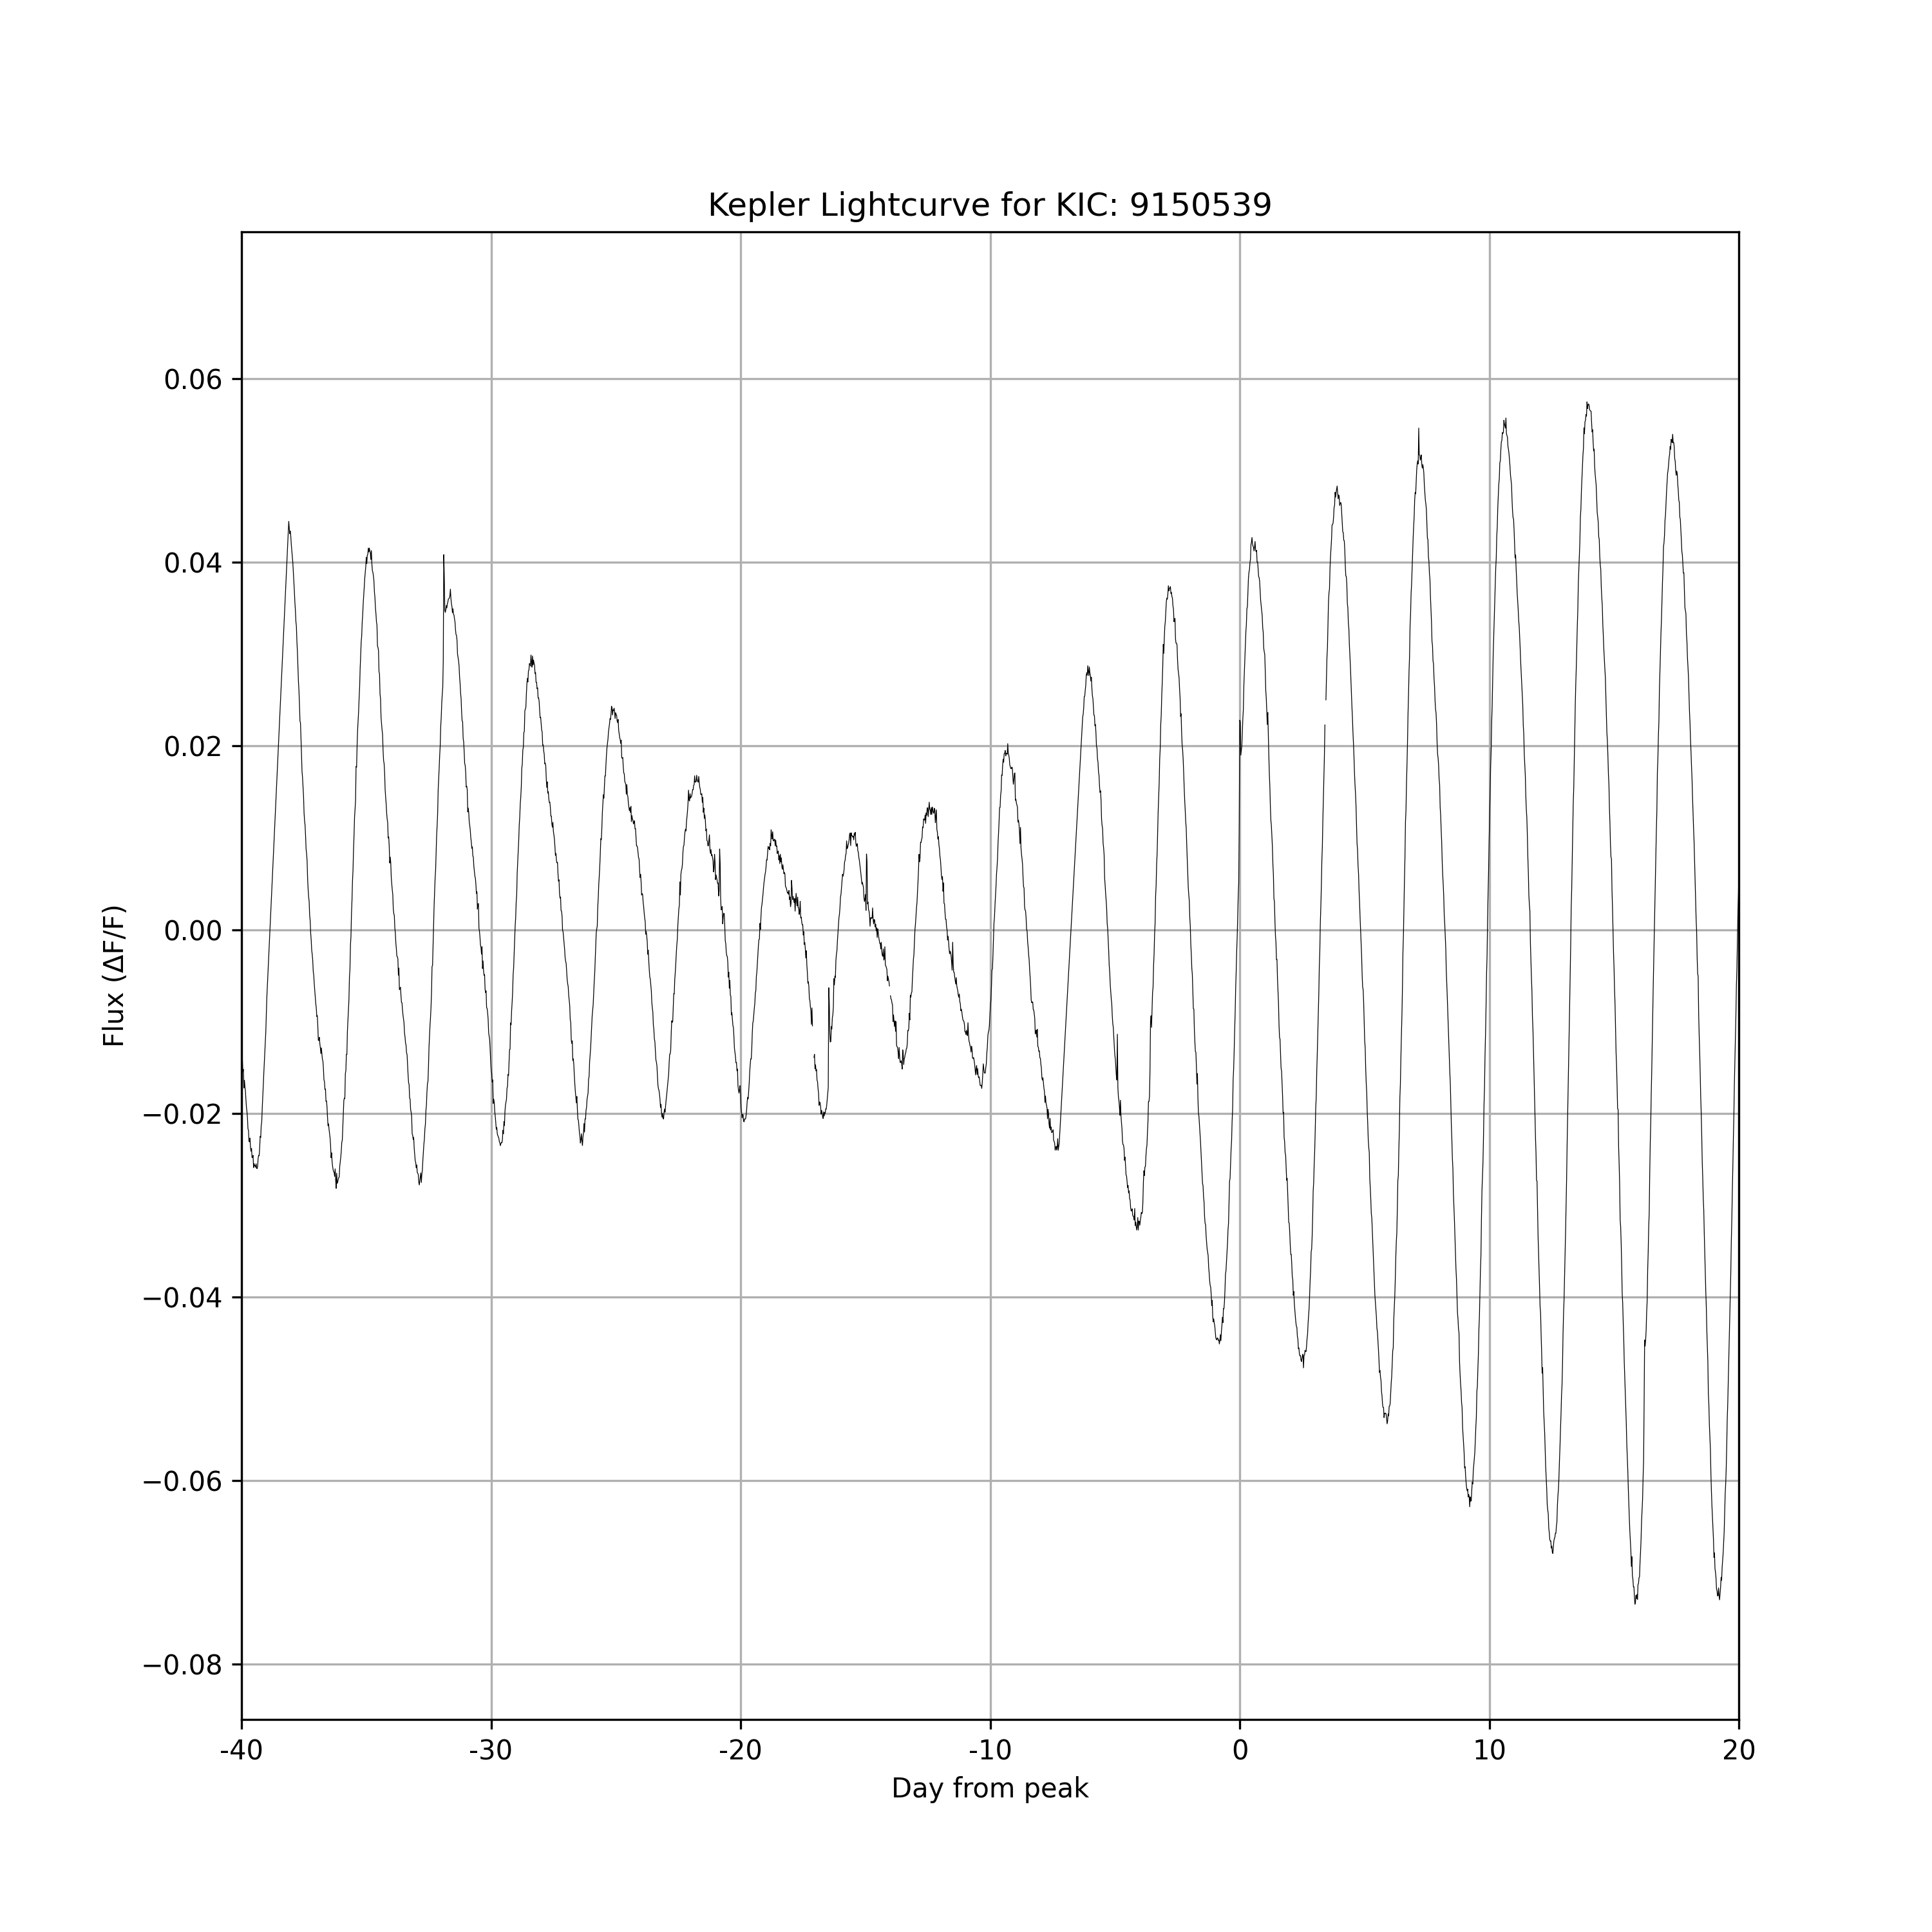 Kepler Lightcurve for KIC: 9150539
Flux (ΔF/F)
0.06
0.04
0.02
0.00
−0.02
−0.04
−0.06
−0.08
-40 -30 -20 -10 0 10 20
Day from peak